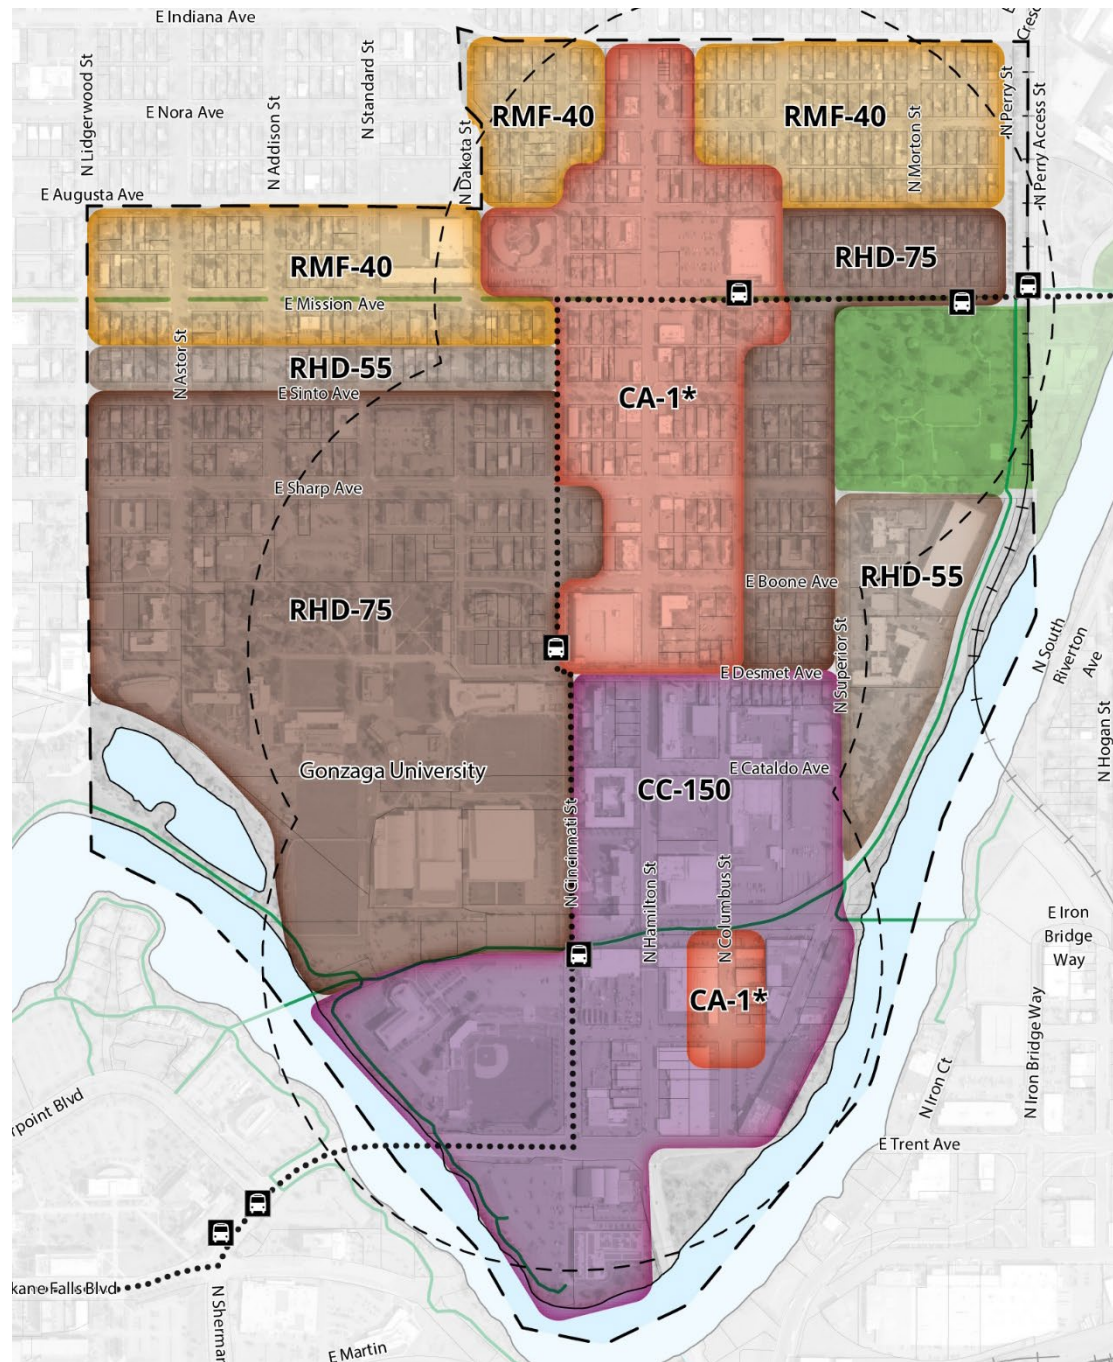 E Indiana Ave
E Cresc
N Lidgerwood St
N Standard St
N Addison St
E Nora Ave
N Dakota St
RMF-40
RMF-40
N Morton St
N Perry St
N Perry Access St
E Augusta Ave
RMF-40
RHD-75
E Mission Ave
N Astor St
RHD-55
E Sinto Ave
CA-1*
E Sharp Ave
RHD-75
E Boone Ave
RHD-55
N Superior St
N South
Riverton
Ave
E Desmet Ave
N Hogan St
Gonzaga University
E Cataldo Ave
CC-150
N Cincinnati St
N Hamilton St
N Columbus St
E Iron
Bridge
Way
CA-1*
N Iron Bridge Way
N Iron Ct
rpoint Blvd
E Trent Ave
kane Falls Blvd
N Sherman
E Martin